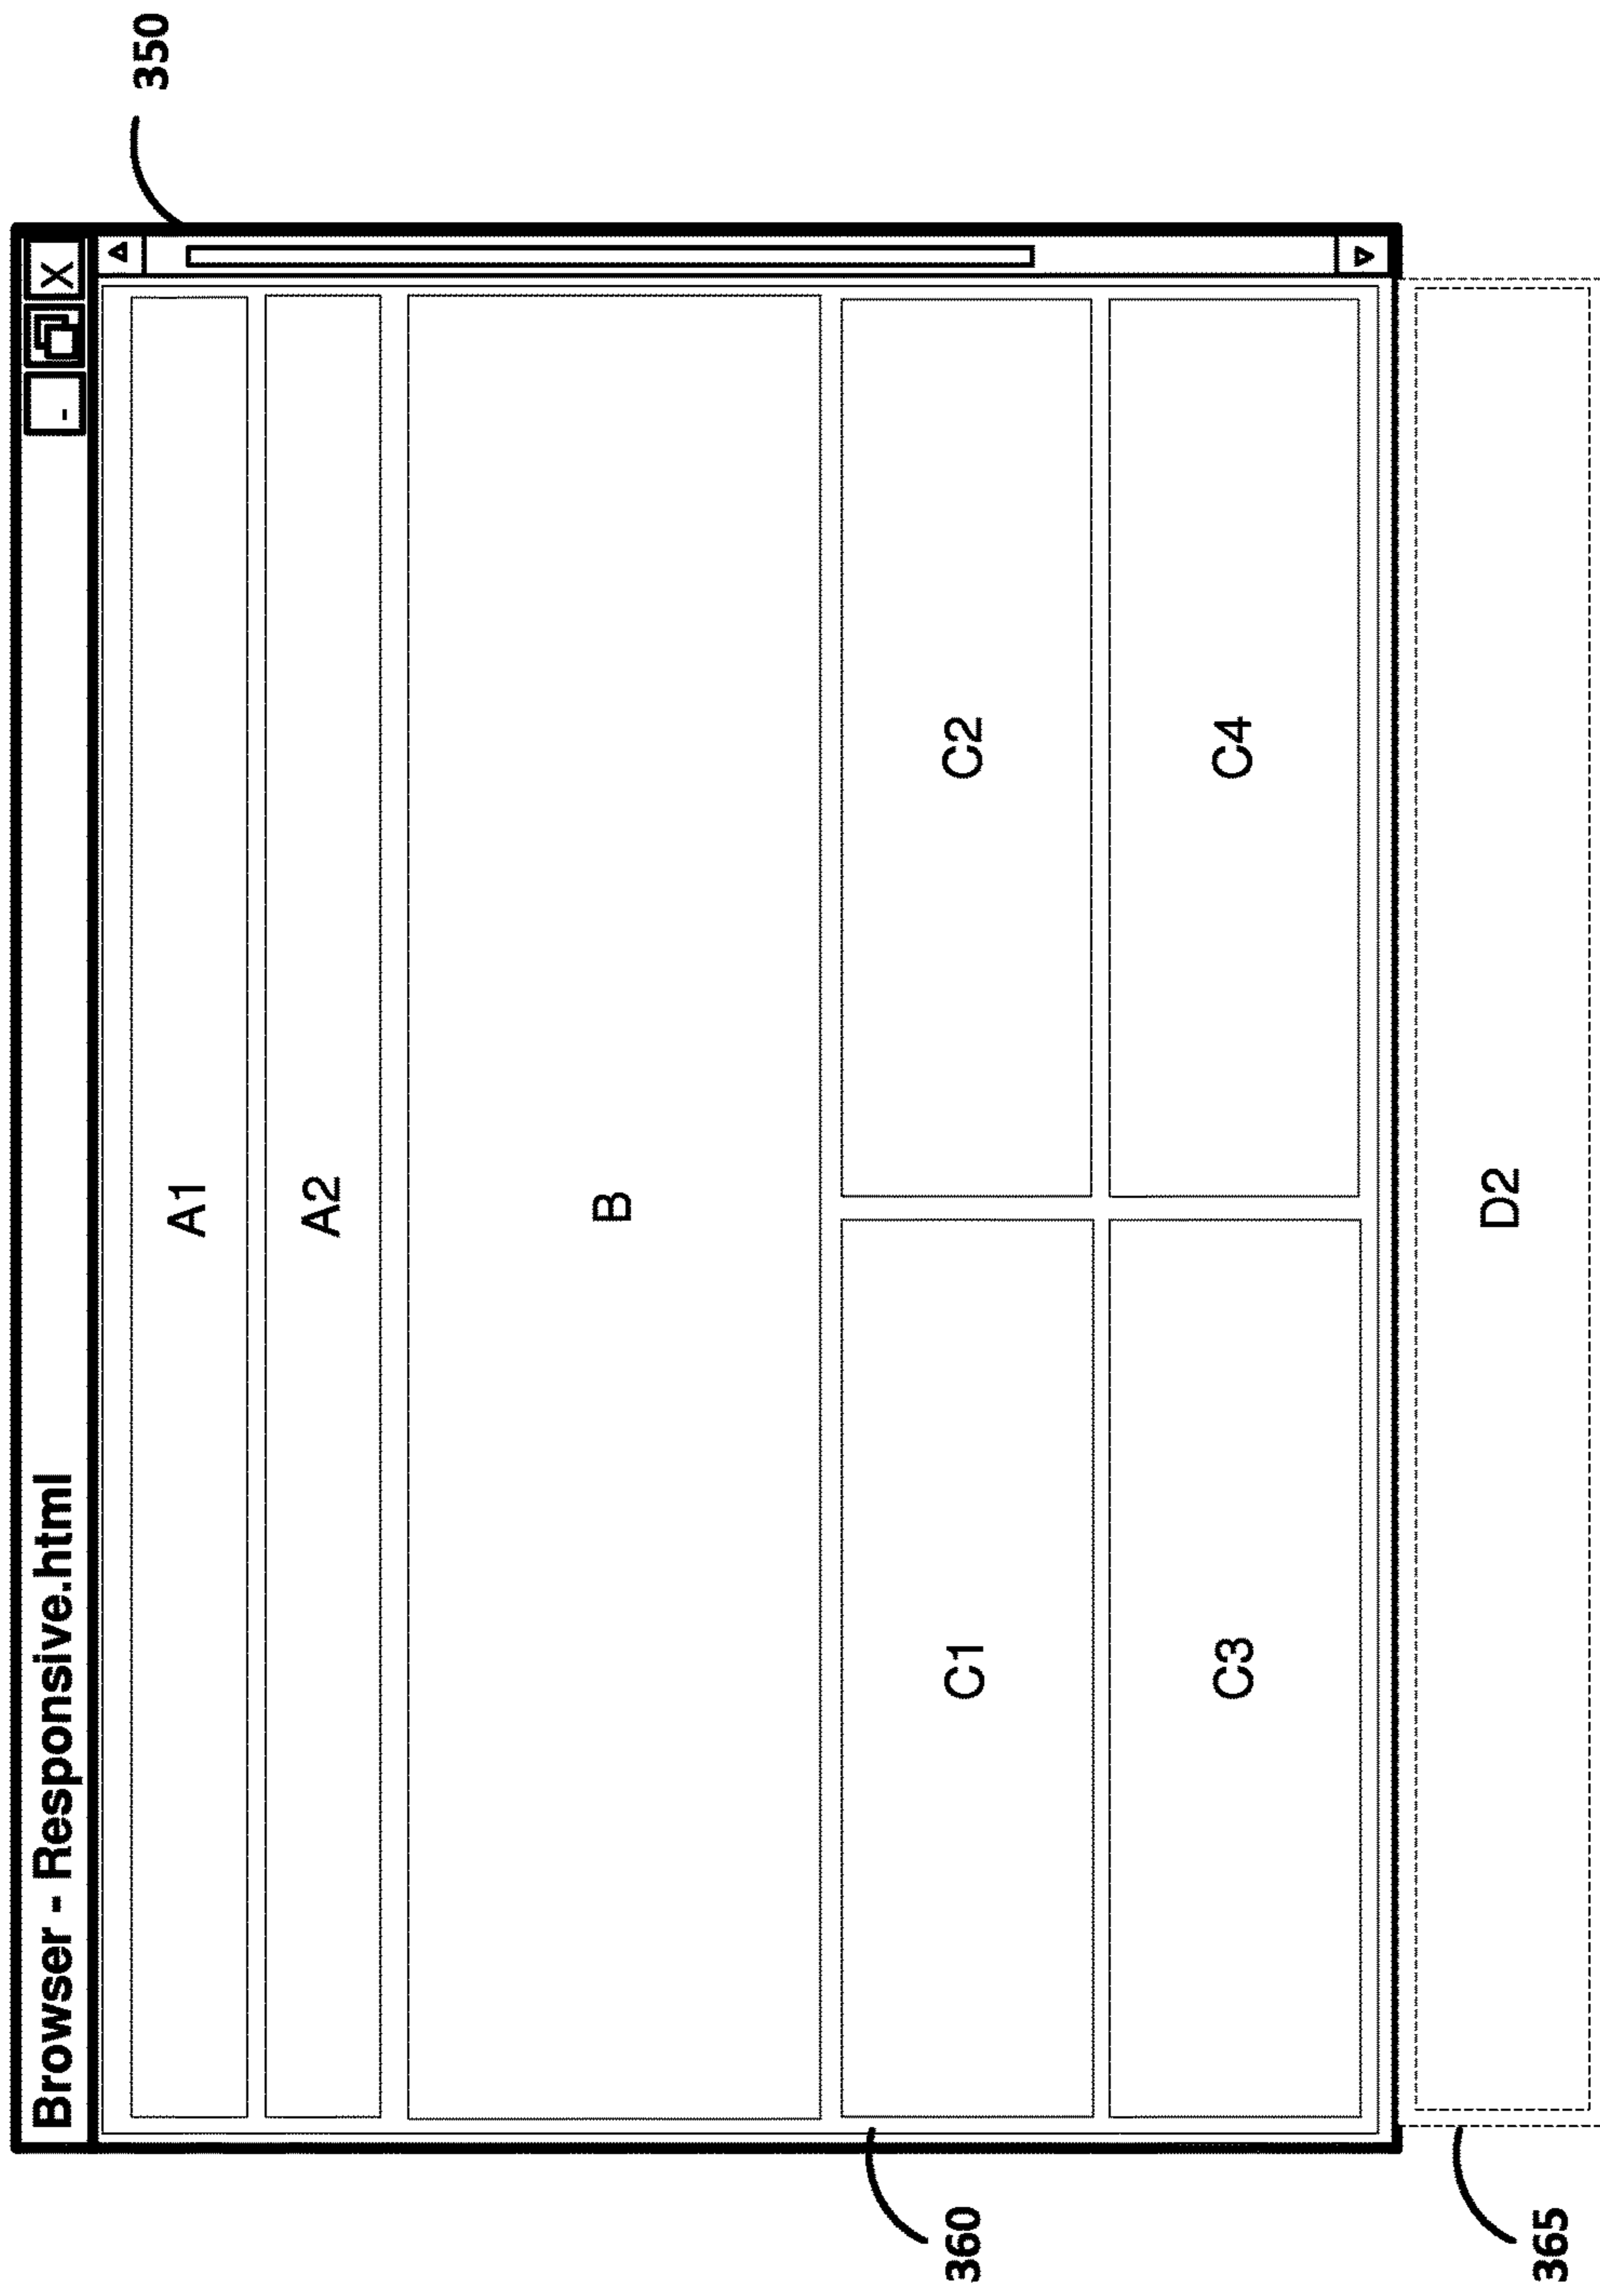 350
Browser - Responsive.html
- X
A1
A2
B
C1 C2
360
C3 C4
D2
365